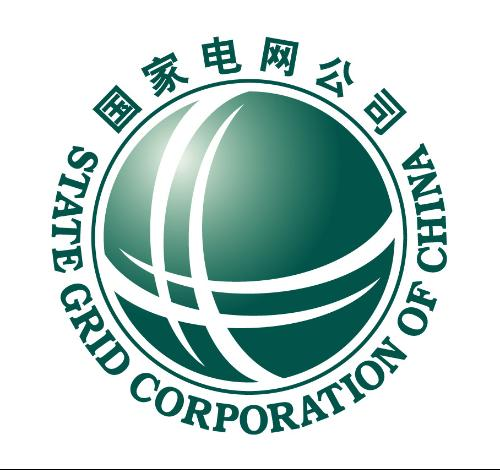 国家电网公司
STATE GRID CORPORATION OF CHINA